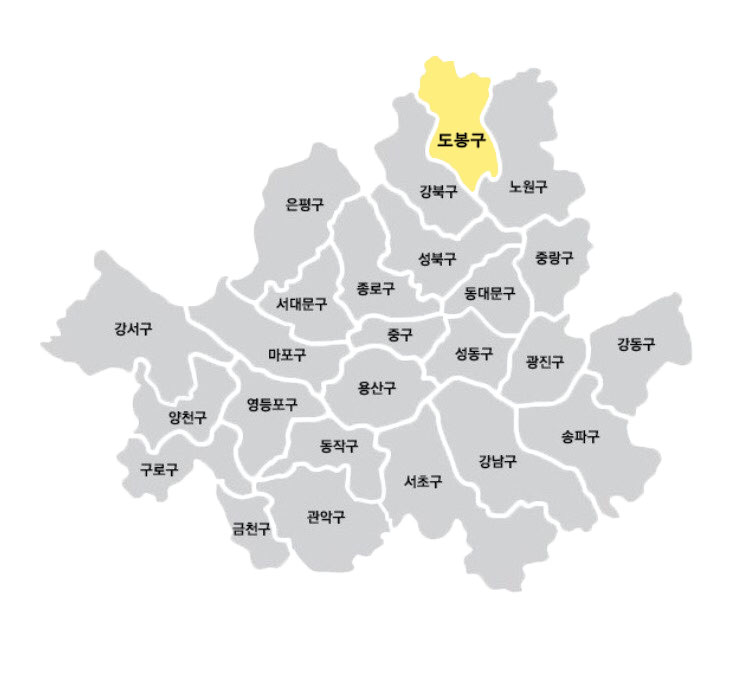 도봉구
강북구
노원구
은평구
성북구
중랑구
종로구
동대문구
서대문구
강서구
중구
강동구
마포구
성동구
광진구
용산구
영등포구
양천구
송파구
동작구
강남구
구로구
서초구
관악구
금천구